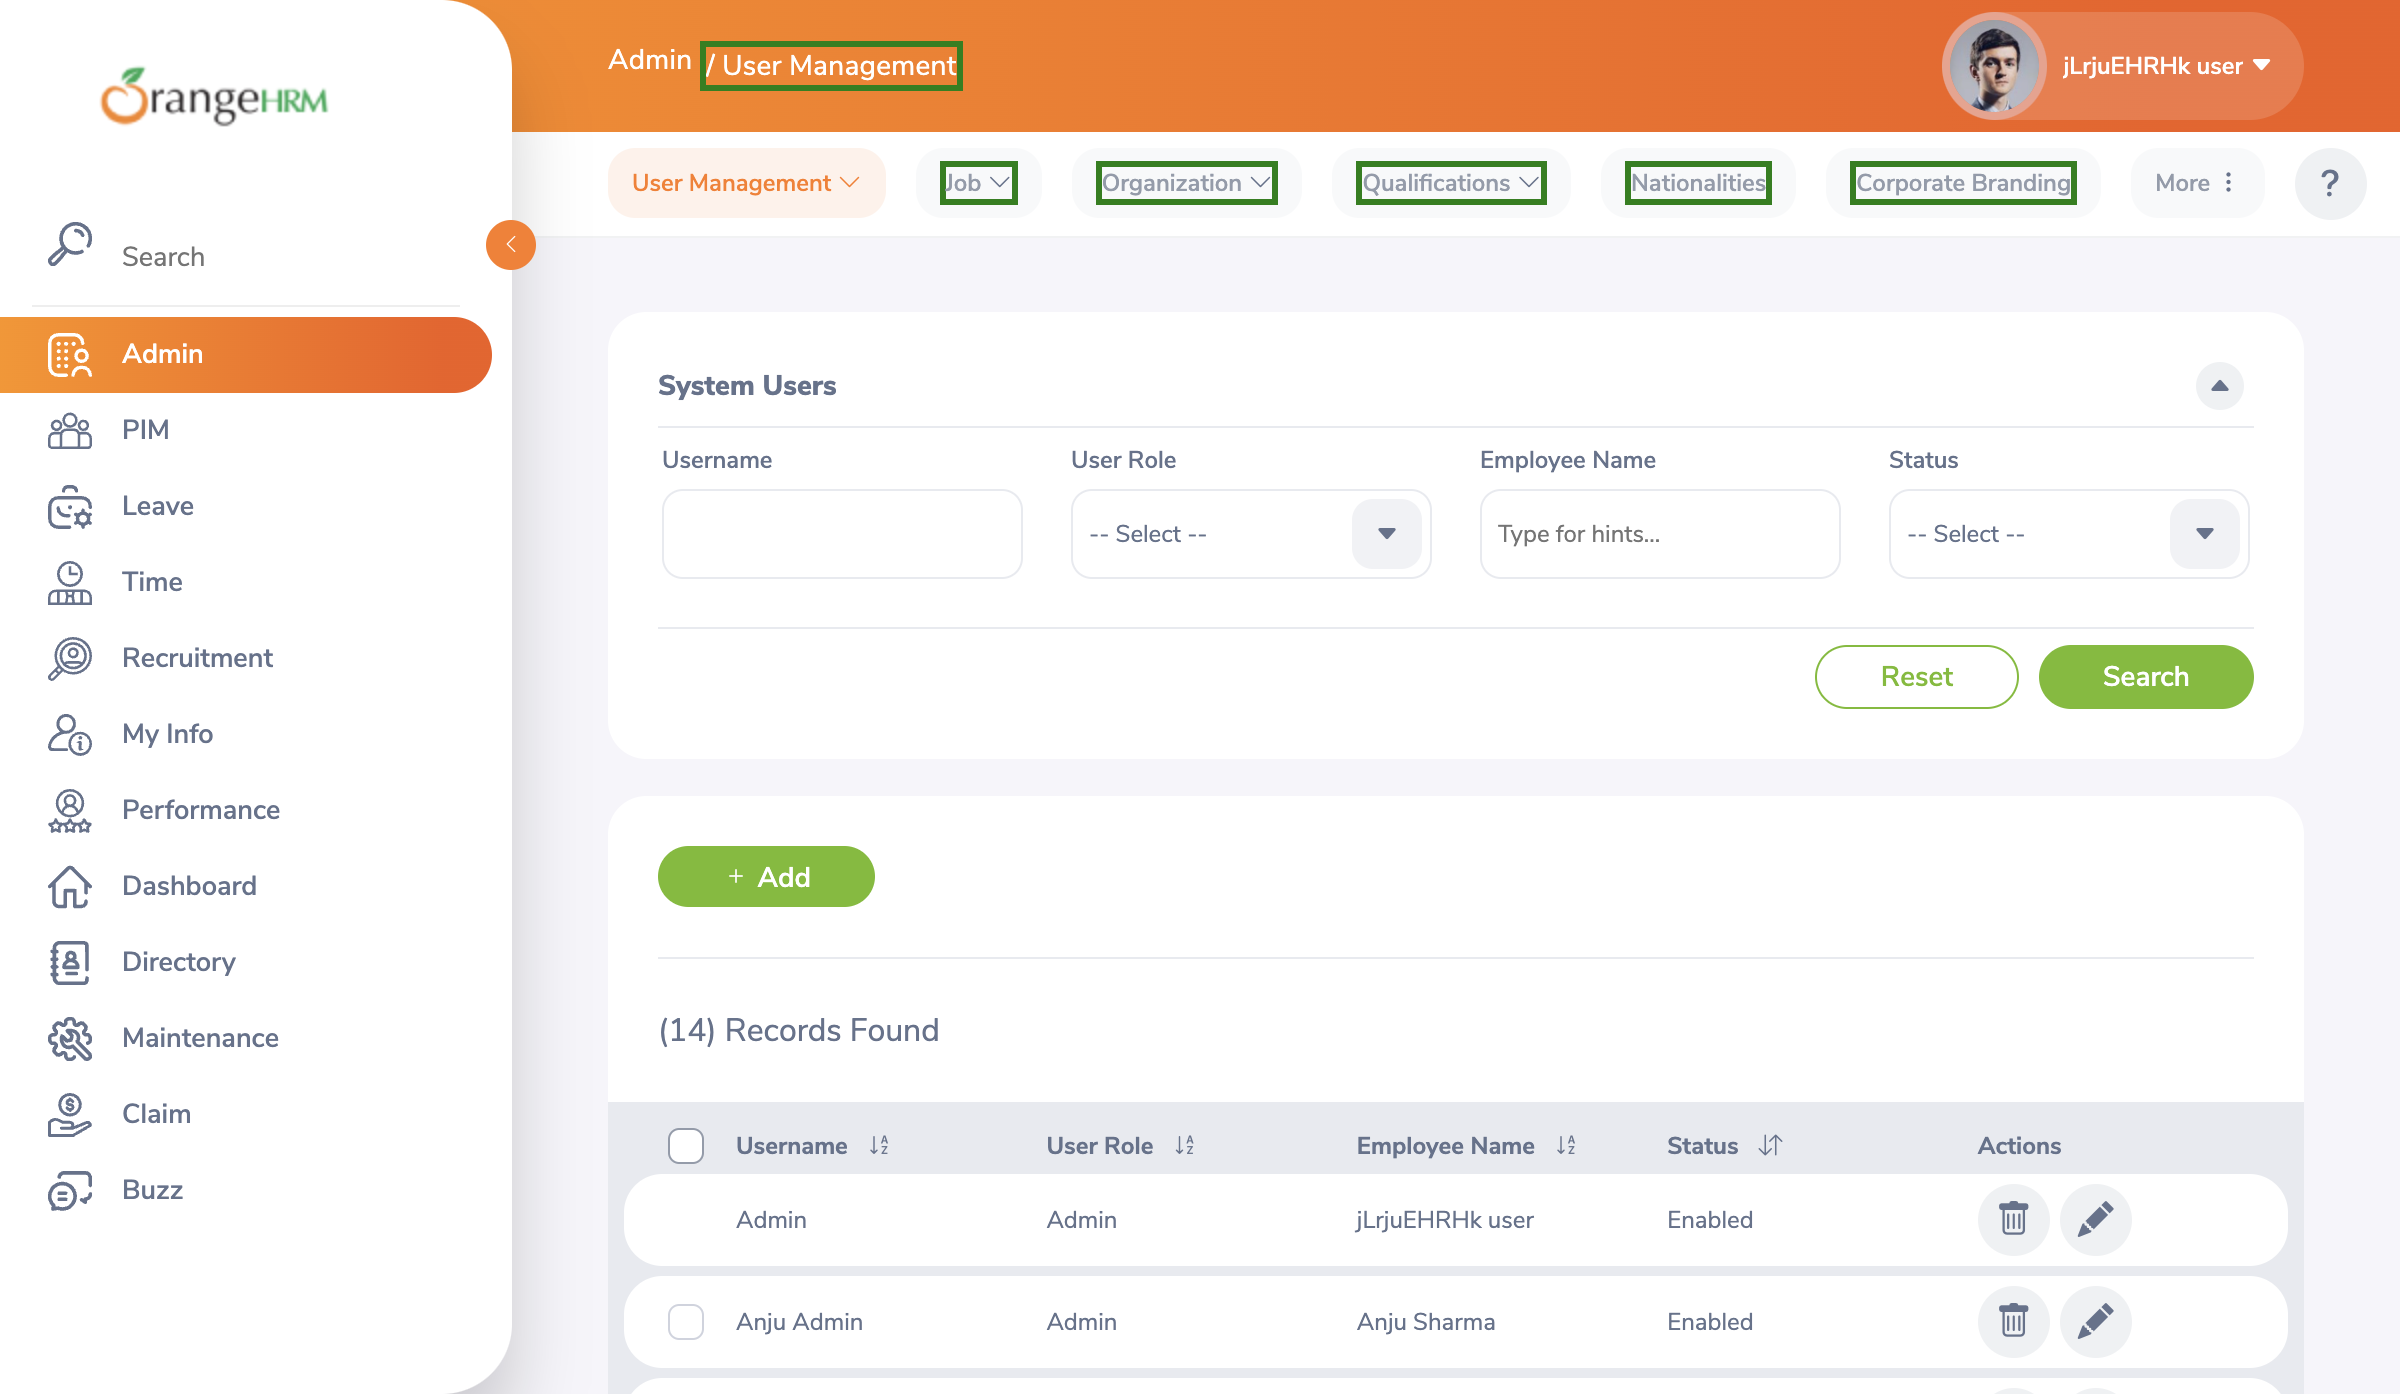 OrangeHRM
Admin / User Management
jLrjuEHRHk user
User Management Job Organization Qualifications Nationalities Corporate Branding More ?
Search
Admin
PIM
Leave
Time
Recruitment
My Info
Performance
Dashboard
Directory
Maintenance
Claim
Buzz
System Users
Username User Role Employee Name Status
-- Select -- Type for hints... -- Select --
Reset Search
+ Add
(14) Records Found
Username User Role Employee Name Status Actions
Admin Admin jLrjuEHRHk user Enabled
Anju Admin Admin Anju Sharma Enabled